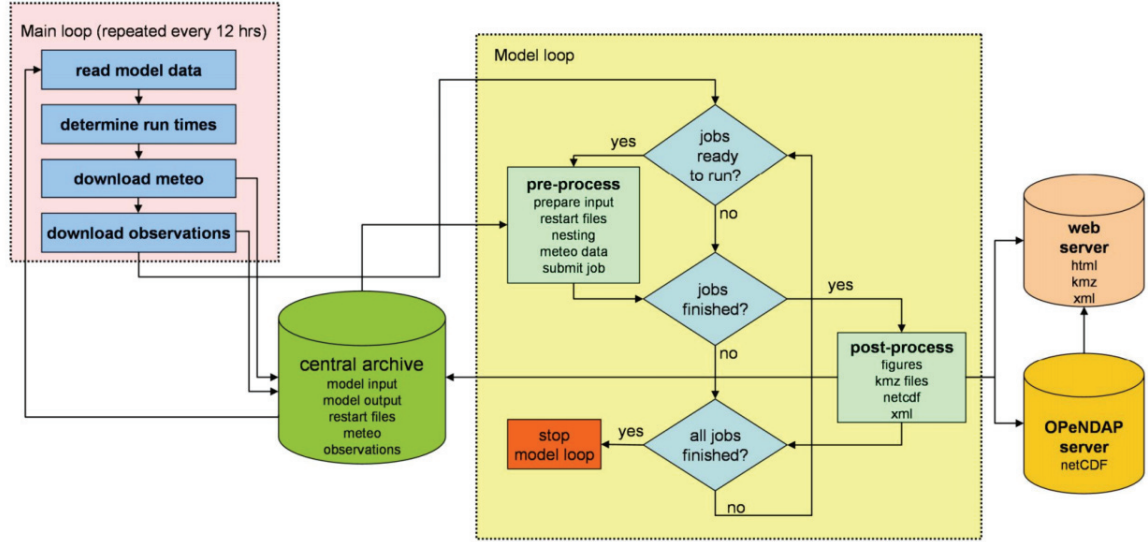 Main loop (repeated every 12 hrs)
read model data
determine run times
download meteo
download observations
central archive
model input
model output
restart files
meteo
observations
Model loop
jobs
ready
to run?
yes
no
pre-process
prepare input
restart files
nesting
meteo data
submit job
jobs
finished?
yes
no
post-process
figures
kmz files
netcdf
xml
all jobs
finished?
yes
no
stop
model loop
web
server
html
kmz
xml
OPeNDAP
server
netCDF